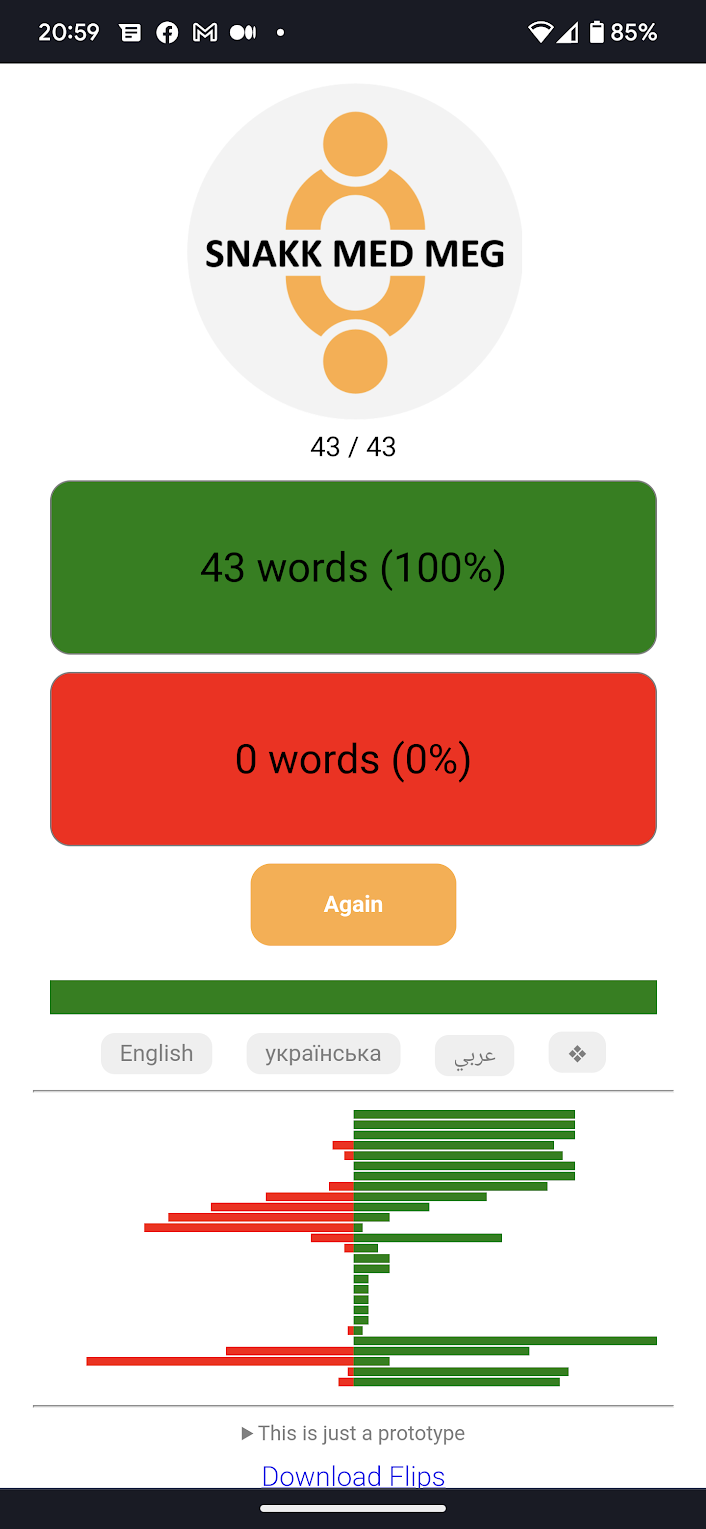 20:59 85%
SNAKK MED MEG
43 / 43
43 words (100%)
0 words (0%)
Again
English українська عربي ❖
This is just a prototype
Download Flips